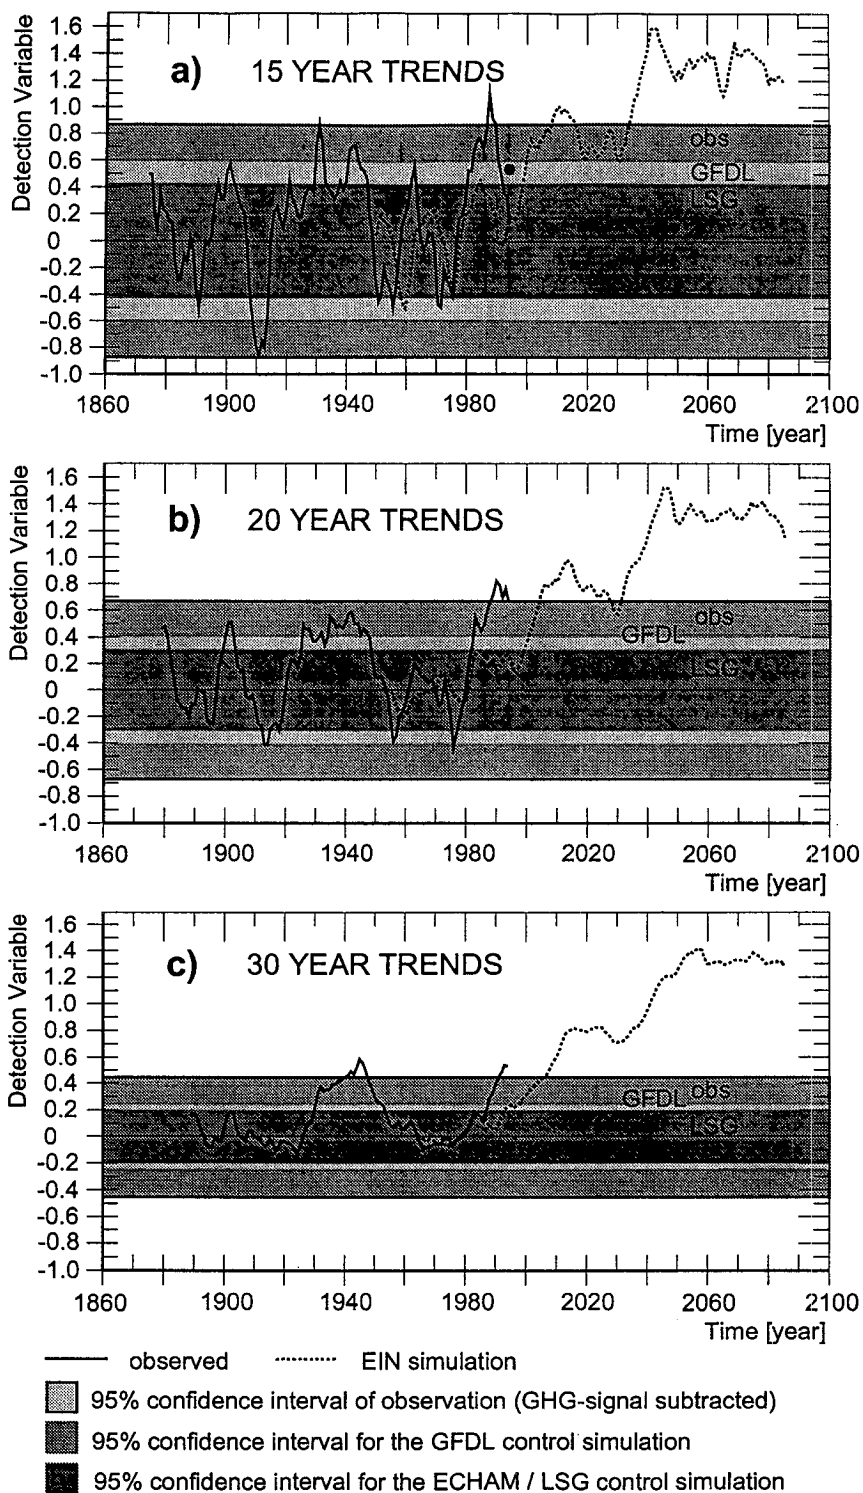 Detection Variable
1.6
1.4
1.2
1.0
0.8
0.6
0.4
0.2
0
-0.2
-0.4
-0.6
-0.8
-1.0
a) 15 YEAR TRENDS
obs
GFDL
LSG
1860 1900 1940 1980 2020 2060 2100
Time [year]
Detection Variable
1.6
1.4
1.2
1.0
0.8
0.6
0.4
0.2
0
-0.2
-0.4
-0.6
-0.8
-1.0
b) 20 YEAR TRENDS
obs
GFDL
LSG
1860 1900 1940 1980 2020 2060 2100
Time [year]
Detection Variable
1.6
1.4
1.2
1.0
0.8
0.6
0.4
0.2
0
-0.2
-0.4
-0.6
-0.8
-1.0
c) 30 YEAR TRENDS
GFDL obs
LSG
1860 1900 1940 1980 2020 2060 2100
Time [year]
observed EIN simulation
95% confidence interval of observation (GHG-signal subtracted)
95% confidence interval for the GFDL control simulation
95% confidence interval for the ECHAM / LSG control simulation